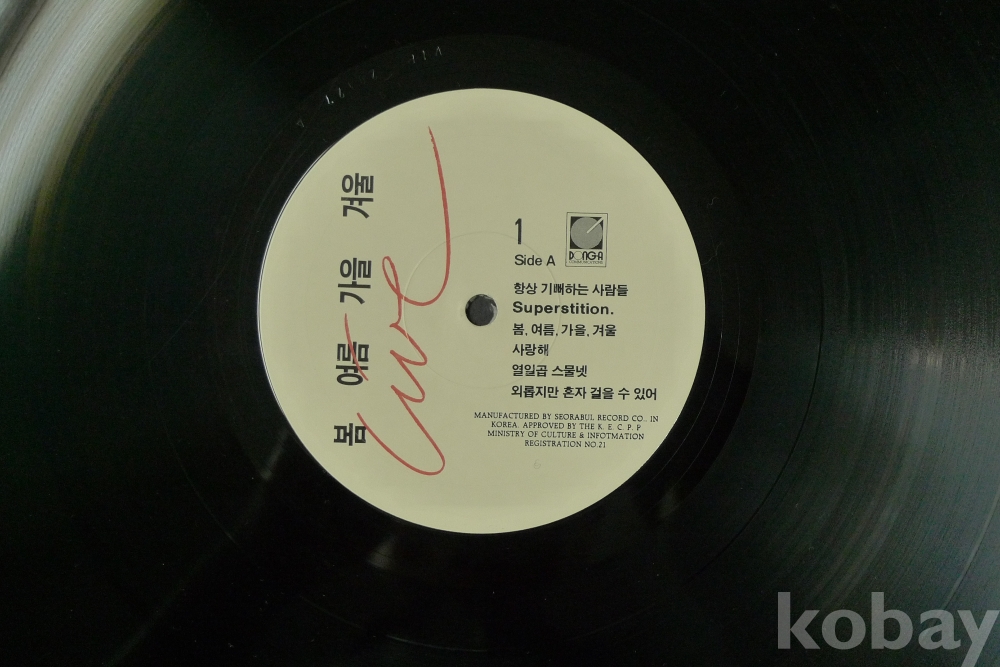 봄 여름 가을 겨울
Live
1
Side A
DONG-A
COMMUNICATIONS
항상 기뻐하는 사람들
Superstition.
봄, 여름, 가을, 겨울
사랑해
열일곱 스물넷
외롭지만 혼자 걸을 수 있어
MANUFACTURED BY SEORABUL RECORD CO., IN
KOREA. APPROVED BY THE K. E. C. P. P
MINISTRY OF CULTURE & INFOTMATION
REGISTRATION NO.21
kobay